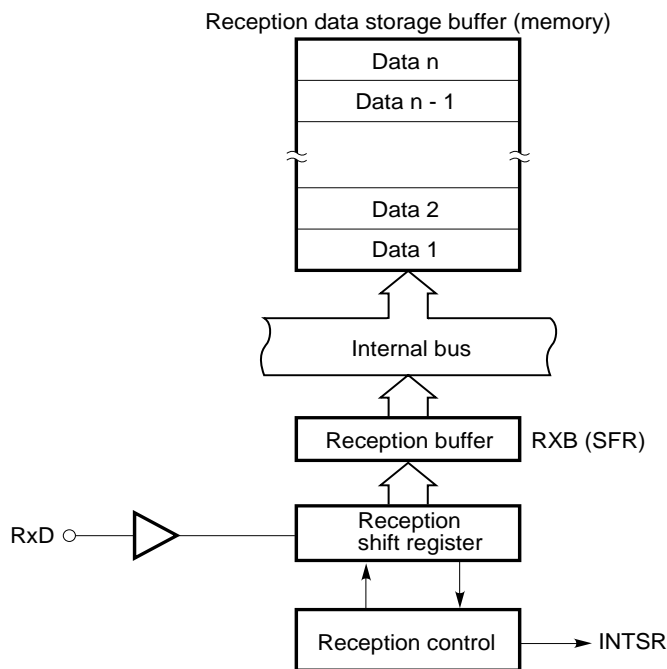 Reception data storage buffer (memory)
Data n
Data n - 1
Data 2
Data 1
Internal bus
Reception buffer
RXB (SFR)
RxD
Reception
shift register
Reception control
INTSR